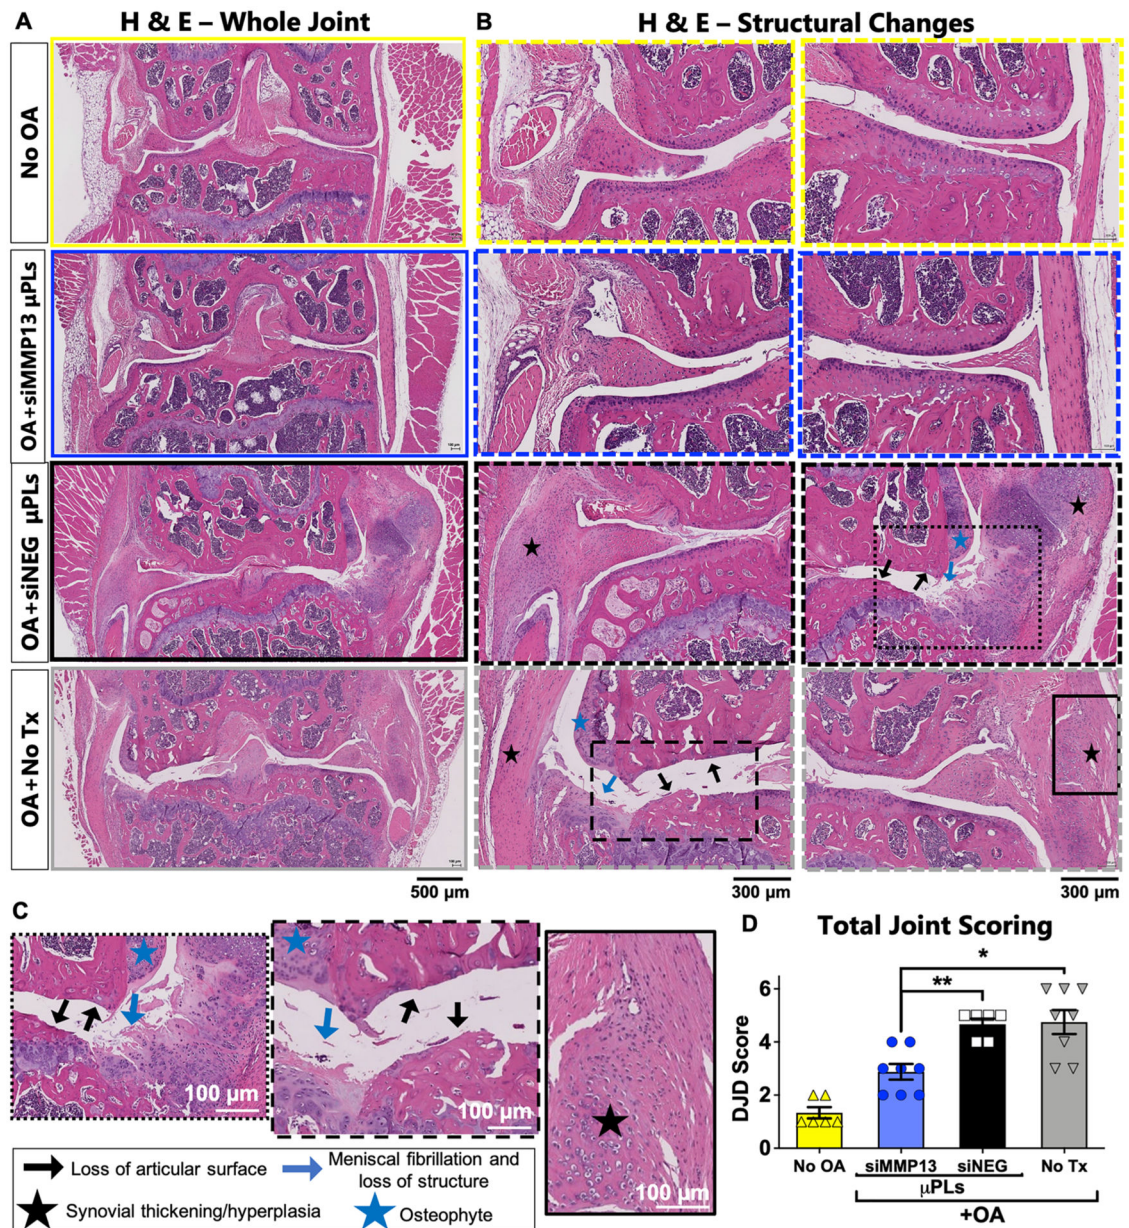 A
H & E – Whole Joint
B
H & E – Structural Changes
No OA
OA+siMMP13 µPLs
OA+siNEG µPLs
OA+No Tx
500 µm
300 µm
300 µm
C
100 µm
100 µm
100 µm
Loss of articular surface
Meniscal fibrillation and
loss of structure
Synovial thickening/hyperplasia
Osteophyte
D
Total Joint Scoring
*
**
DJD Score
6
4
2
0
No OA
siMMP13
siNEG
No Tx
µPLs
+OA